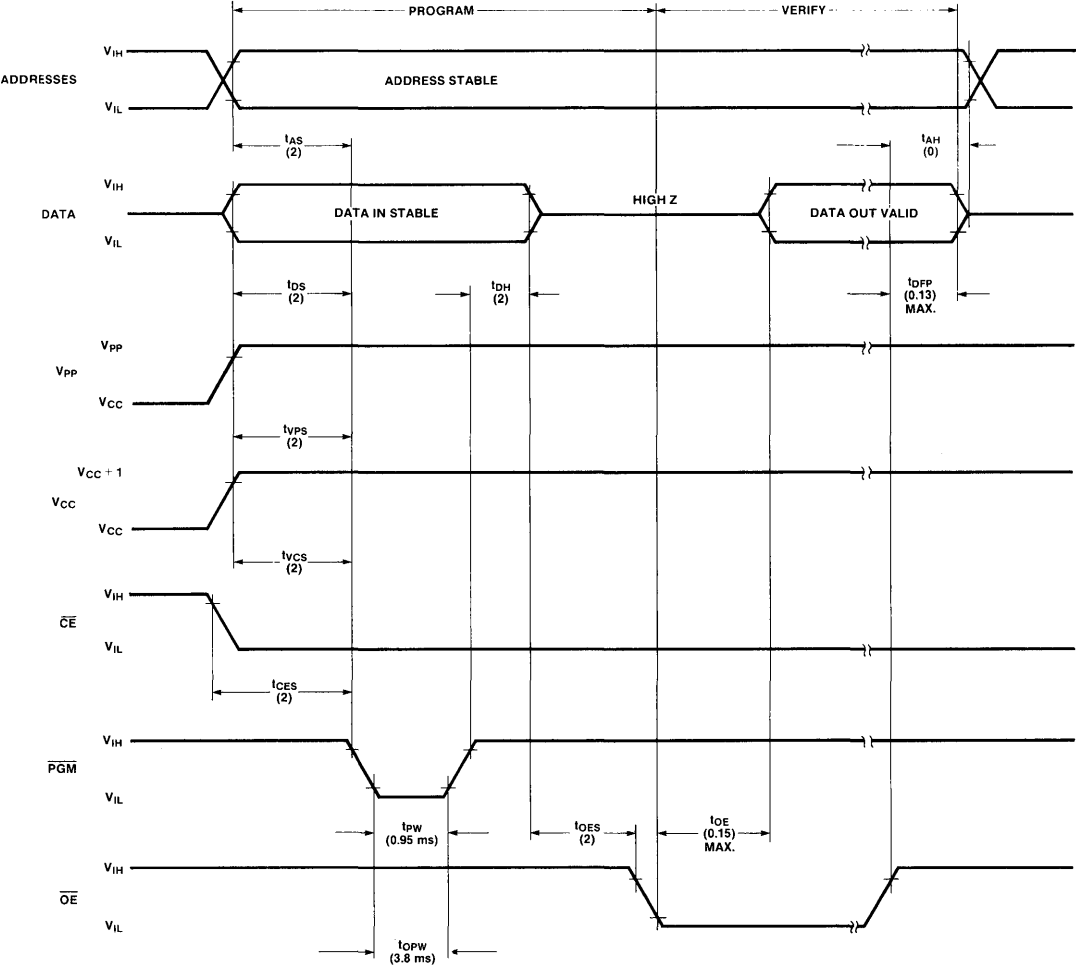 PROGRAM VERIFY
VIH
ADDRESSES ADDRESS STABLE
VIL
tAS
(2)
tAH
(0)
VIH
DATA DATA IN STABLE HIGH Z DATA OUT VALID
VIL
tDS
(2)
tDH
(2)
tDFP
(0.13)
MAX.
VPP
VPP
VCC
tVPS
(2)
VCC + 1
VCC
VCC
tVCS
(2)
VIH
CE
VIL
tCES
(2)
VIH
PGM
VIL
tPW
(0.95 ms)
tOES
(2)
tOE
(0.15)
MAX.
VIH
OE
VIL
tOPW
(3.8 ms)